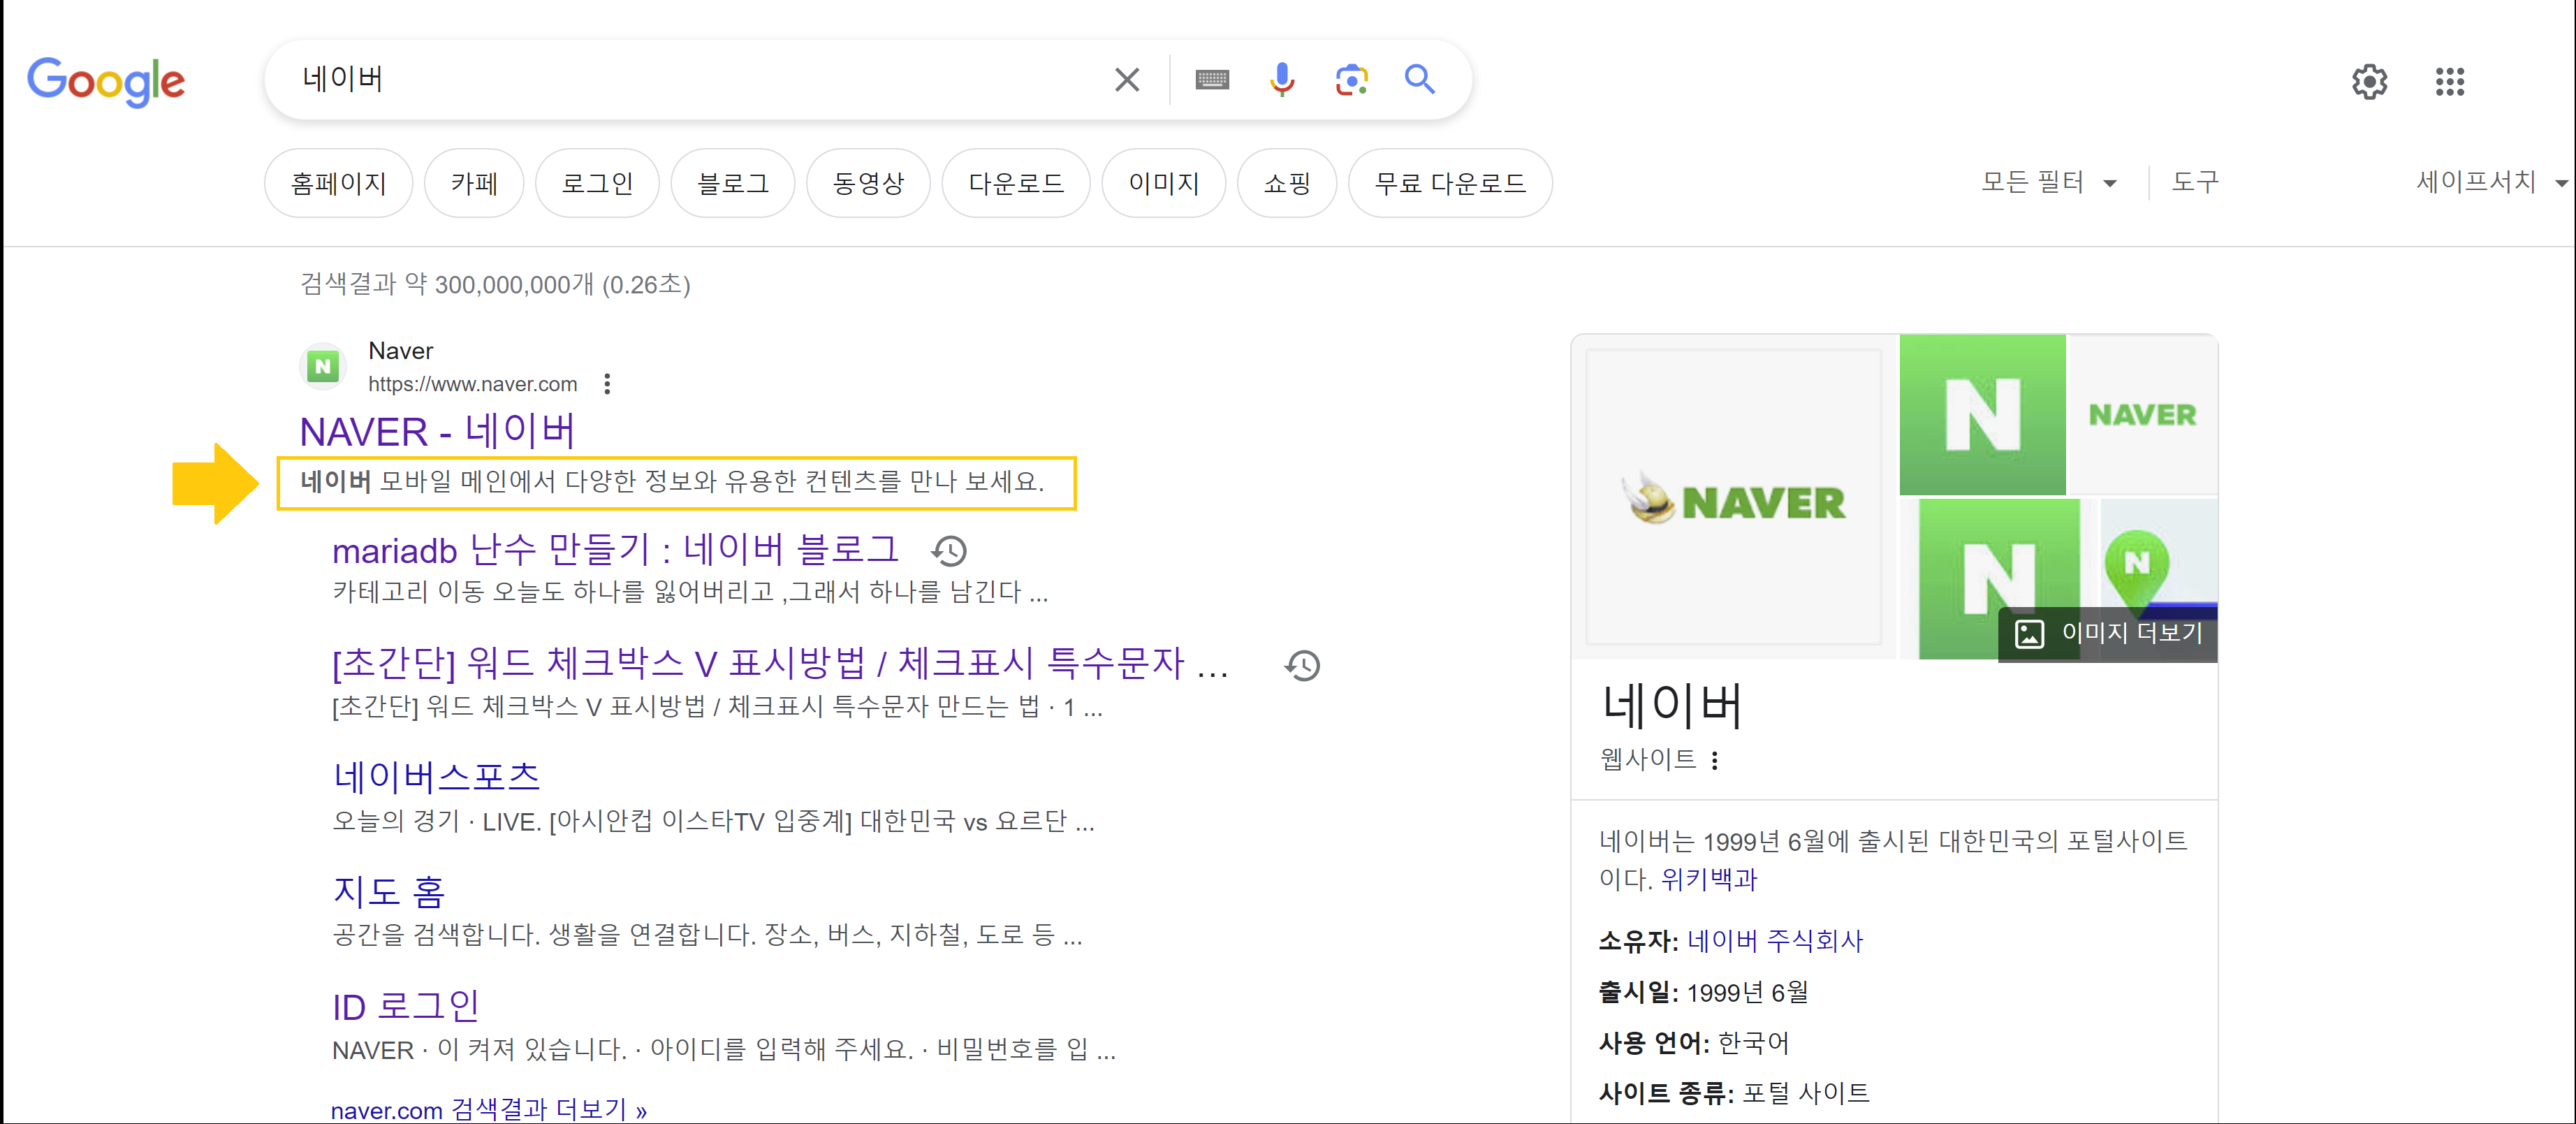 Google
네이버
홈페이지
카페
로그인
블로그
동영상
다운로드
이미지
쇼핑
무료 다운로드
모든 필터
도구
세이프서치
검색결과 약 300,000,000개 (0.26초)
N
Naver
https://www.naver.com
NAVER - 네이버
네이버 모바일 메인에서 다양한 정보와 유용한 컨텐츠를 만나 보세요.
mariadb 난수 만들기 : 네이버 블로그
카테고리 이동 오늘도 하나를 잃어버리고 ,그래서 하나를 남긴다 ...
[초간단] 워드 체크박스 V 표시방법 / 체크표시 특수문자 ...
[초간단] 워드 체크박스 V 표시방법 / 체크표시 특수문자 만드는 법 · 1 ...
네이버스포츠
오늘의 경기 · LIVE. [아시안컵 이스타TV 입중계] 대한민국 vs 요르단 ...
지도 홈
공간을 검색합니다. 생활을 연결합니다. 장소, 버스, 지하철, 도로 등 ...
ID 로그인
NAVER · 이 켜져 있습니다. · 아이디를 입력해 주세요. · 비밀번호를 입 ...
naver.com 검색결과 더보기 »
NAVER
N
NAVER
N
N
이미지 더보기
네이버
웹사이트
네이버는 1999년 6월에 출시된 대한민국의 포털사이트
이다. 위키백과
소유자: 네이버 주식회사
출시일: 1999년 6월
사용 언어: 한국어
사이트 종류: 포털 사이트